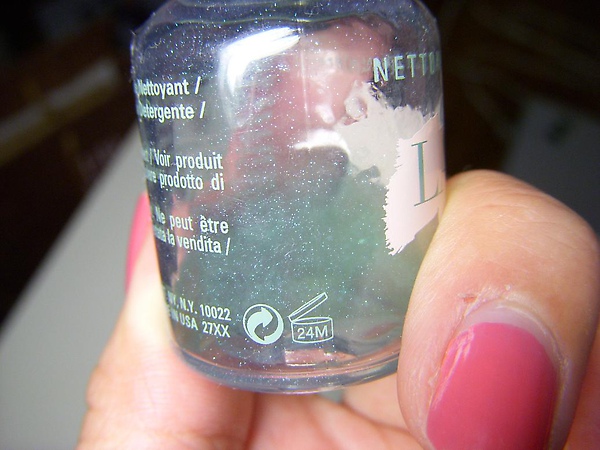 Nettoyant /
Detergente /
/ Voir produit
prodotto di
Ne peut être
la vendita /
NY, N.Y. 10022
IN USA 27XX
24M
NETTO
L